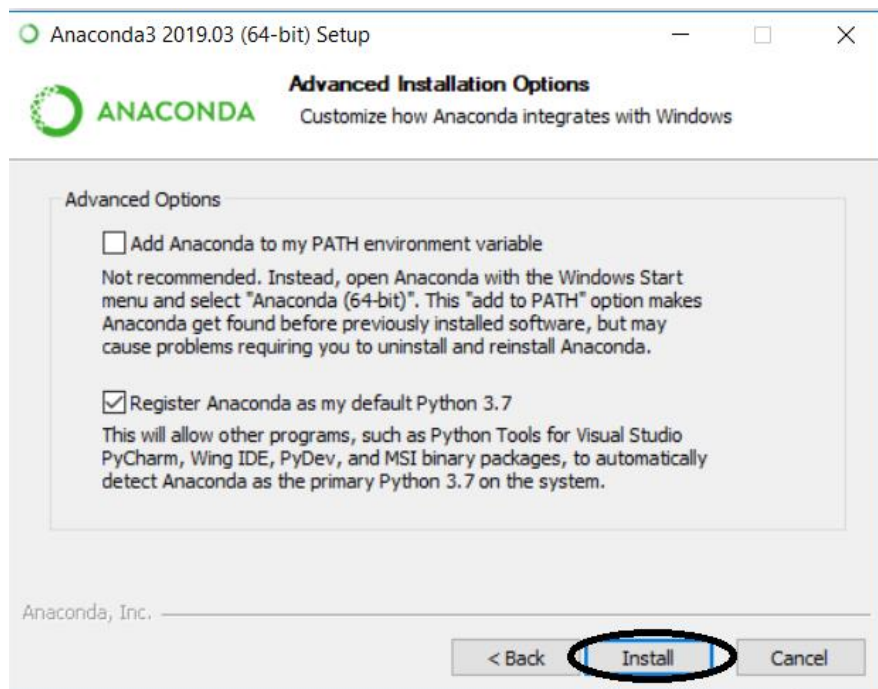 Anaconda3 2019.03 (64-bit) Setup
ANACONDA
Advanced Installation Options
Customize how Anaconda integrates with Windows
Advanced Options
Add Anaconda to my PATH environment variable
Not recommended. Instead, open Anaconda with the Windows Start
menu and select "Anaconda (64-bit)". This "add to PATH" option makes
Anaconda get found before previously installed software, but may
cause problems requiring you to uninstall and reinstall Anaconda.
Register Anaconda as my default Python 3.7
This will allow other programs, such as Python Tools for Visual Studio
PyCharm, Wing IDE, PyDev, and MSI binary packages, to automatically
detect Anaconda as the primary Python 3.7 on the system.
Anaconda, Inc.
< Back
Install
Cancel